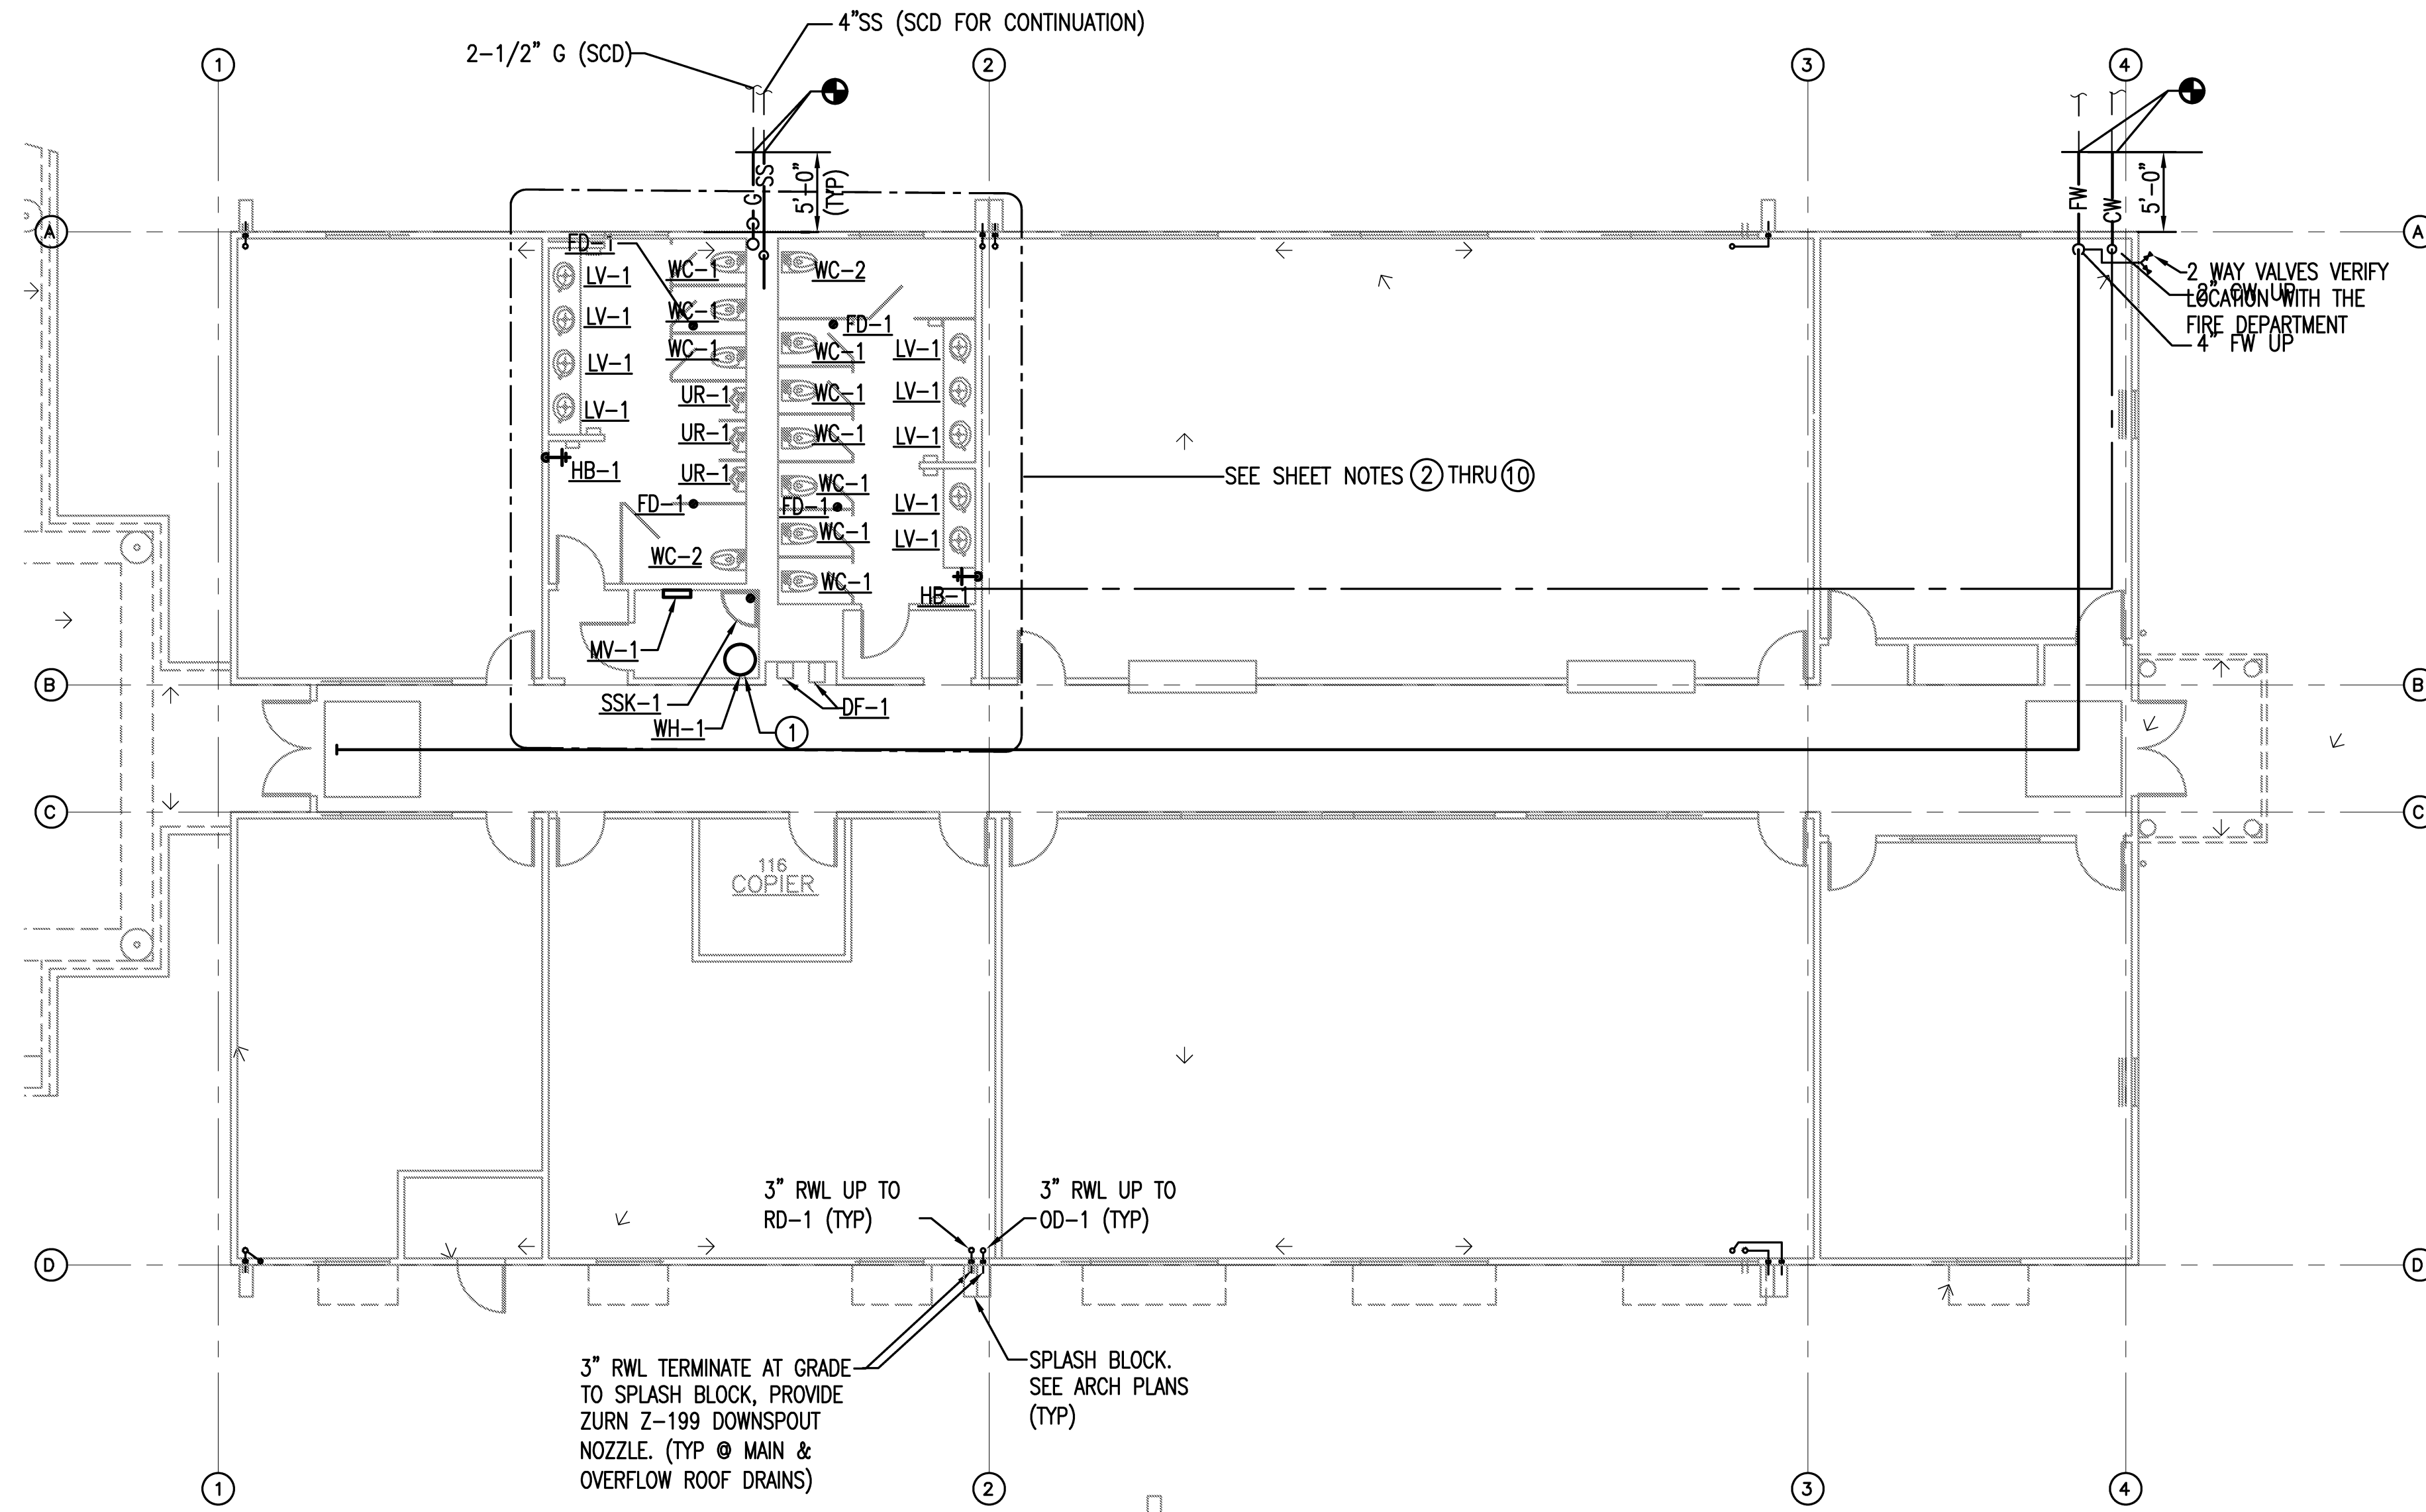 4"SS (SCD FOR CONTINUATION)
2-1/2" G (SCD)
1
2
3
4
A
A
G
SS
5'-0"
(TYP)
FW
CW
5'-0"
FD-1
LV-1
LV-1
LV-1
LV-1
HB-1
WC-1
WC-1
WC-1
UR-1
UR-1
UR-1
FD-1
WC-2
WC-2
FD-1
WC-1
WC-1
WC-1
WC-1
FD-1
WC-1
WC-1
LV-1
LV-1
LV-1
LV-1
LV-1
HB-1
2 WAY VALVES VERIFY
LOCATION WITH THE
FIRE DEPARTMENT
2" CW UP
4" FW UP
SEE SHEET NOTES 2 THRU 10
MV-1
SSK-1
WH-1
1
DF-1
B
B
C
C
116
COPIER
3" RWL UP TO
RD-1 (TYP)
3" RWL UP TO
OD-1 (TYP)
D
D
3" RWL TERMINATE AT GRADE
TO SPLASH BLOCK, PROVIDE
ZURN Z-199 DOWNSPOUT
NOZZLE. (TYP @ MAIN &
OVERFLOW ROOF DRAINS)
SPLASH BLOCK.
SEE ARCH PLANS
(TYP)
1
2
3
4